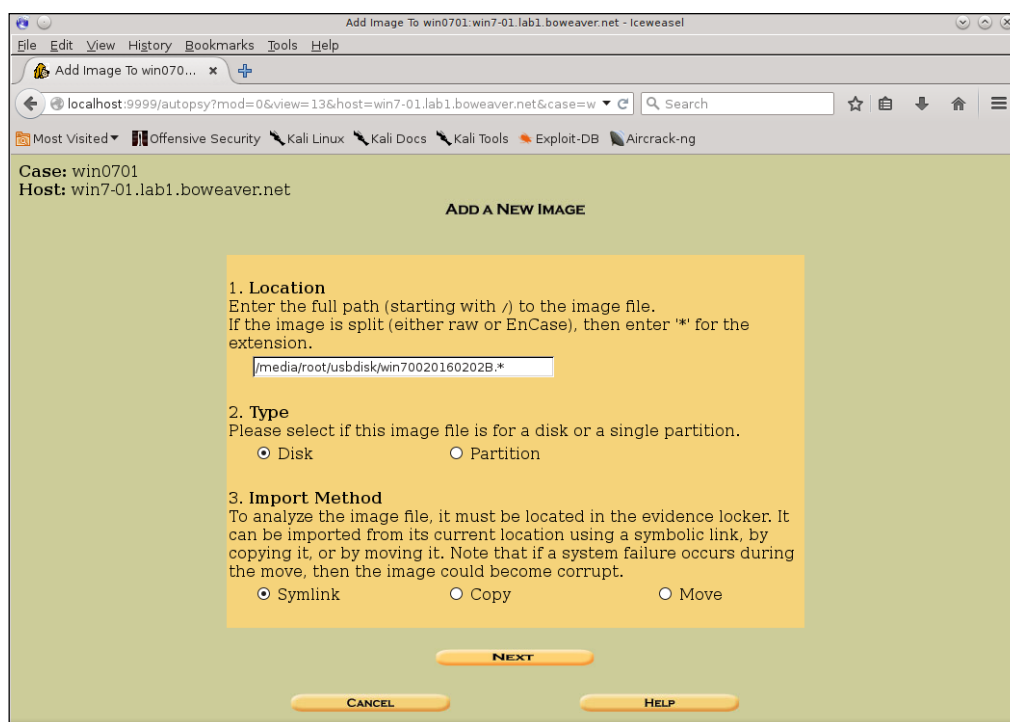 Add Image To win0701:win7-01.lab1.boweaver.net - Iceweasel
File Edit View History Bookmarks Tools Help
Add Image To win070...
localhost:9999/autopsy?mod=0&view=13&host=win7-01.lab1.boweaver.net&case=w
Search
Most Visited Offensive Security Kali Linux Kali Docs Kali Tools Exploit-DB Aircrack-ng
Case: win0701
Host: win7-01.lab1.boweaver.net
ADD A NEW IMAGE
1. Location
Enter the full path (starting with /) to the image file.
If the image is split (either raw or EnCase), then enter '*' for the
extension.
/media/root/usbdisk/win70020160202B.*
2. Type
Please select if this image file is for a disk or a single partition.
Disk Partition
3. Import Method
To analyze the image file, it must be located in the evidence locker. It
can be imported from its current location using a symbolic link, by
copying it, or by moving it. Note that if a system failure occurs during
the move, then the image could become corrupt.
Symlink Copy Move
NEXT
CANCEL HELP